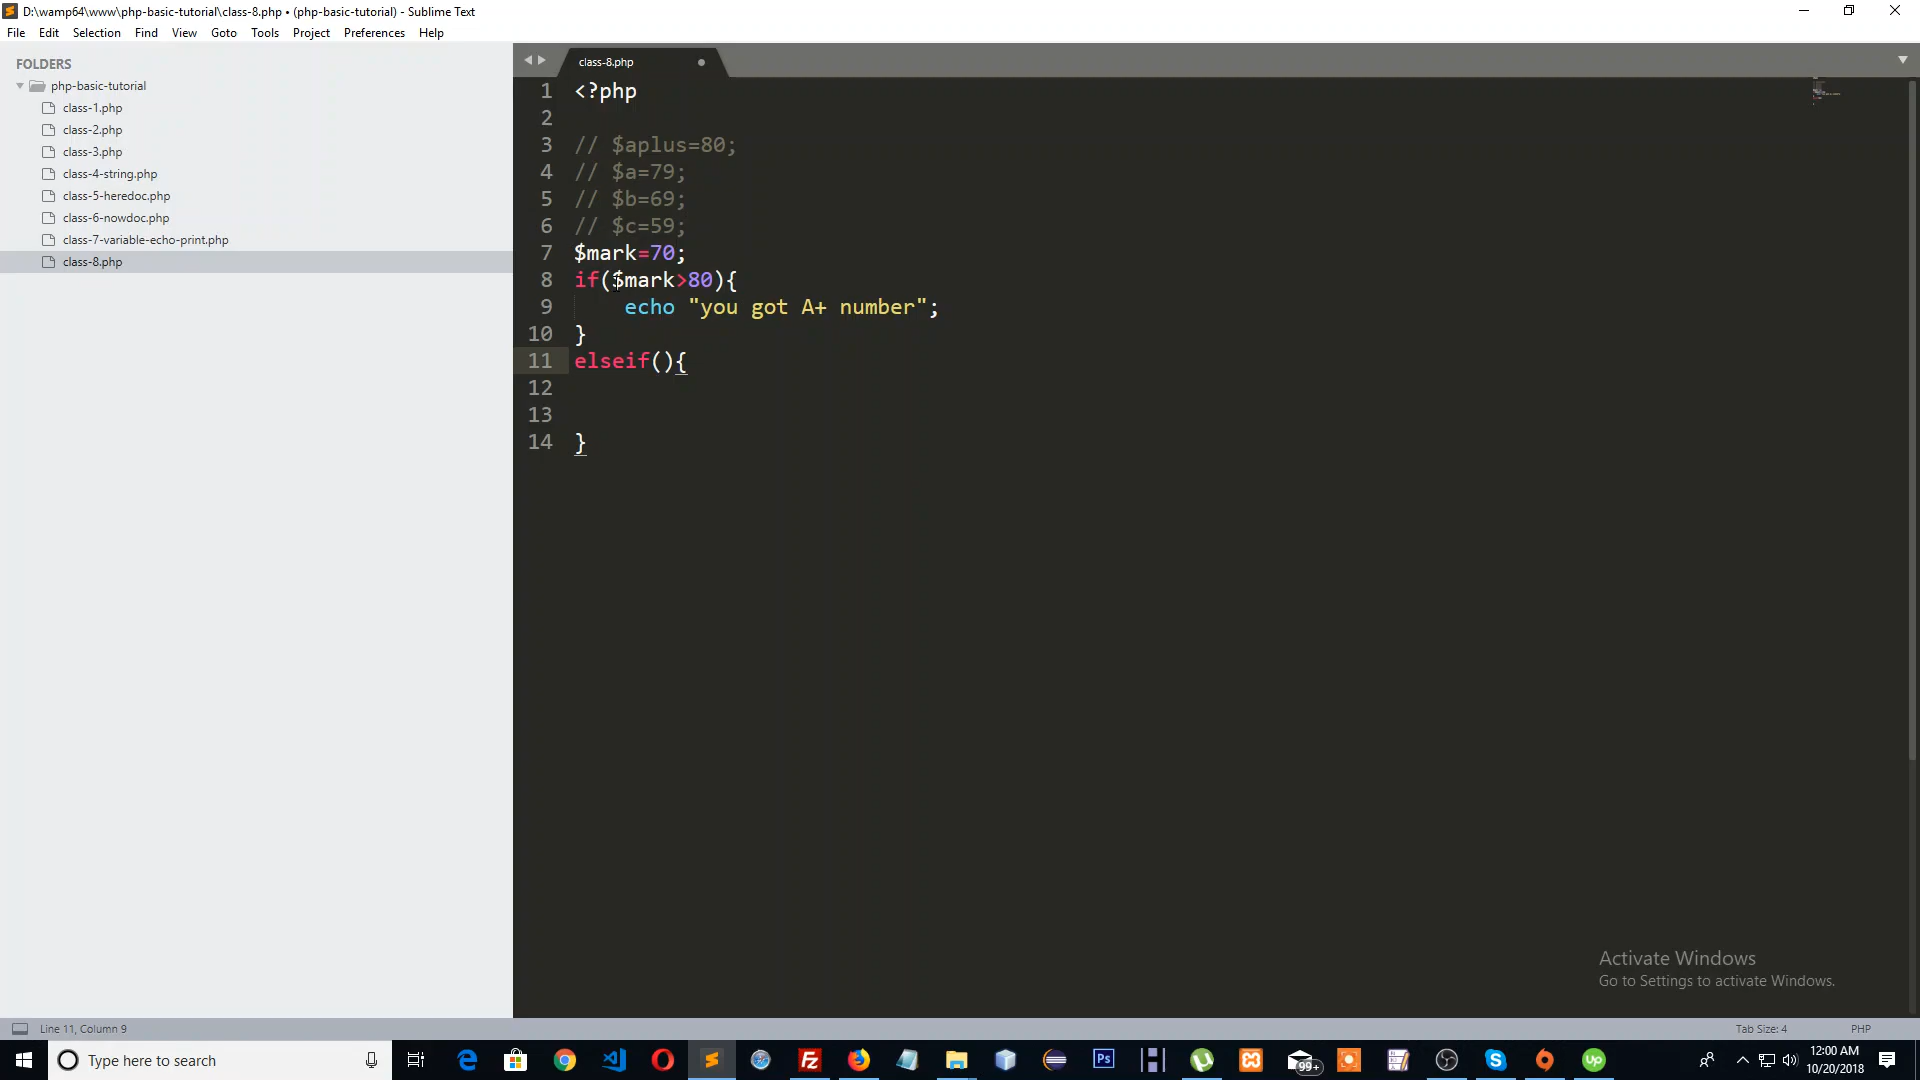 D:\wamp64\www\php-basic-tutorial\class-8.php • (php-basic-tutorial) - Sublime Text
File Edit Selection Find View Goto Tools Project Preferences Help
FOLDERS
php-basic-tutorial
class-1.php
class-2.php
class-3.php
class-4-string.php
class-5-heredoc.php
class-6-nowdoc.php
class-7-variable-echo-print.php
class-8.php
class-8.php
1 <?php
2
3 // $aplus=80;
4 // $a=79;
5 // $b=69;
6 // $c=59;
7 $mark=70;
8 if($mark>80){
9 echo "you got A+ number";
10 }
11 elseif(){
12
13
14 }
Activate Windows
Go to Settings to activate Windows.
Line 11, Column 9 Tab Size: 4 PHP
Type here to search
Ps
99+
up
12:00 AM
10/20/2018